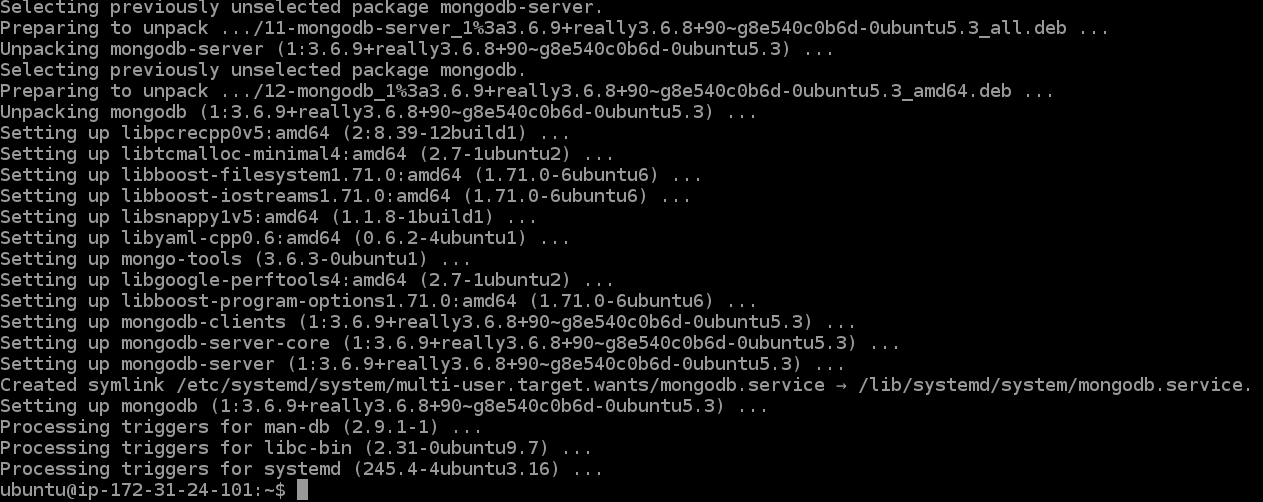 Selecting previously unselected package mongodb-server.
Preparing to unpack .../11-mongodb-server_1%3a3.6.9+really3.6.8+90~g8e540c0b6d-0ubuntu5.3_all.deb ...
Unpacking mongodb-server (1:3.6.9+really3.6.8+90~g8e540c0b6d-0ubuntu5.3) ...
Selecting previously unselected package mongodb.
Preparing to unpack .../12-mongodb_1%3a3.6.9+really3.6.8+90~g8e540c0b6d-0ubuntu5.3_amd64.deb ...
Unpacking mongodb (1:3.6.9+really3.6.8+90~g8e540c0b6d-0ubuntu5.3) ...
Setting up libpcrecpp0v5:amd64 (2:8.39-12build1) ...
Setting up libtcmalloc-minimal4:amd64 (2.7-1ubuntu2) ...
Setting up libboost-filesystem1.71.0:amd64 (1.71.0-6ubuntu6) ...
Setting up libboost-iostreams1.71.0:amd64 (1.71.0-6ubuntu6) ...
Setting up libsnappy1v5:amd64 (1.1.8-1build1) ...
Setting up libyaml-cpp0.6:amd64 (0.6.2-4ubuntu1) ...
Setting up mongo-tools (3.6.3-0ubuntu1) ...
Setting up libgoogle-perftools4:amd64 (2.7-1ubuntu2) ...
Setting up libboost-program-options1.71.0:amd64 (1.71.0-6ubuntu6) ...
Setting up mongodb-clients (1:3.6.9+really3.6.8+90~g8e540c0b6d-0ubuntu5.3) ...
Setting up mongodb-server-core (1:3.6.9+really3.6.8+90~g8e540c0b6d-0ubuntu5.3) ...
Setting up mongodb-server (1:3.6.9+really3.6.8+90~g8e540c0b6d-0ubuntu5.3) ...
Created symlink /etc/systemd/system/multi-user.target.wants/mongodb.service → /lib/systemd/system/mongodb.service.
Setting up mongodb (1:3.6.9+really3.6.8+90~g8e540c0b6d-0ubuntu5.3) ...
Processing triggers for man-db (2.9.1-1) ...
Processing triggers for libc-bin (2.31-0ubuntu9.7) ...
Processing triggers for systemd (245.4-4ubuntu3.16) ...
ubuntu@ip-172-31-24-101:~$